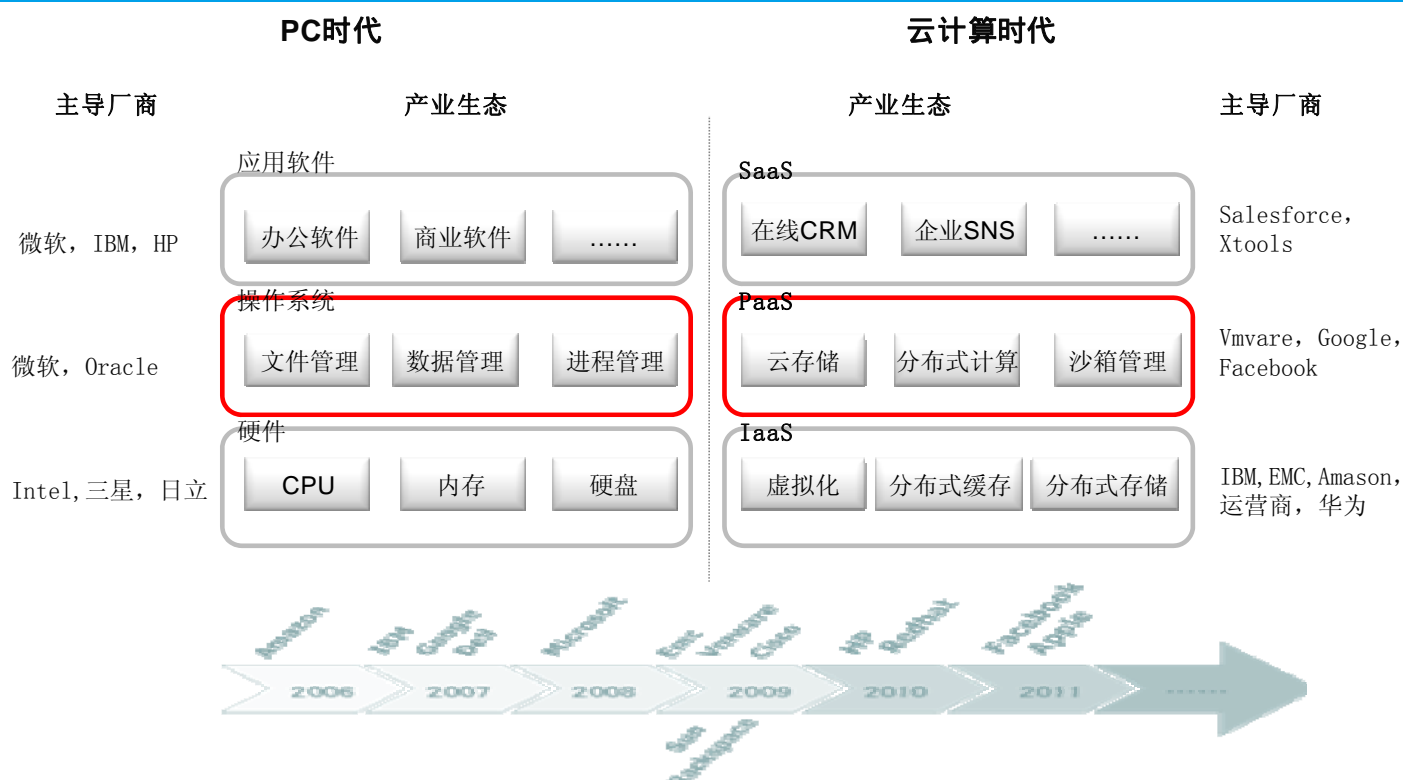 PC时代
云计算时代
主导厂商
产业生态
产业生态
主导厂商
应用软件
办公软件
商业软件
……
微软，IBM，HP
SaaS
在线CRM
企业SNS
……
Salesforce，
Xtools
操作系统
文件管理
数据管理
进程管理
微软，Oracle
PaaS
云存储
分布式计算
沙箱管理
Vmvare，Google，
Facebook
硬件
CPU
内存
硬盘
Intel,三星，日立
IaaS
虚拟化
分布式缓存
分布式存储
IBM,EMC,Amason，
运营商，华为
Amazon
IBM
Google
Dell
Microsoft
EMC
Vmware
Cisco
HP
Redhat
Facebook
Apple
2006
2007
2008
2009
2010
2011
......
Sun